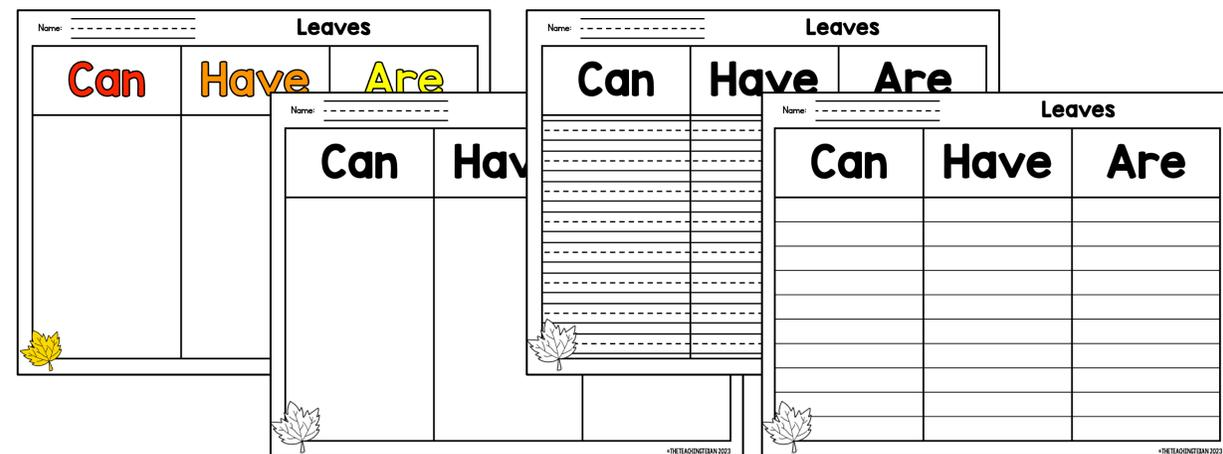 Name: Leaves
Can Have Are
Name:
Can Hav
©THETEACHINGTEXAN 2023
Name: Leaves
Can Have Are
Name: Leaves
Can Have Are
©THETEACHINGTEXAN 2023